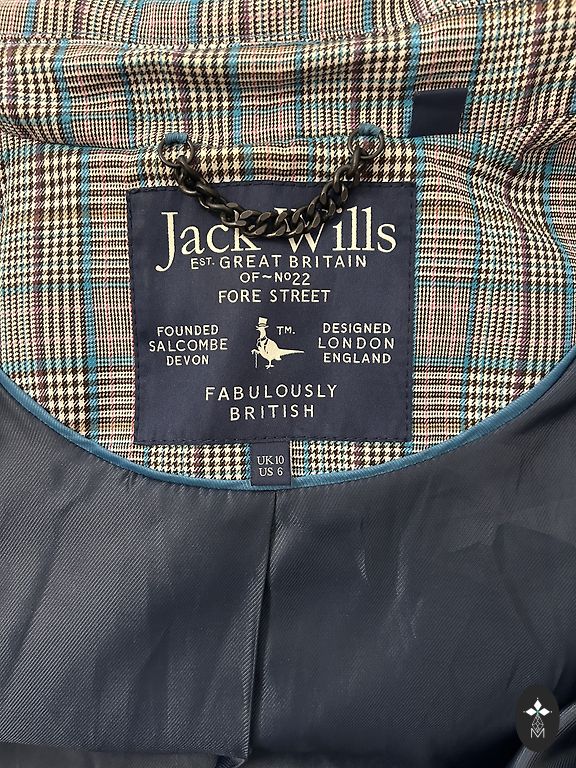 Jack Wills
EST. GREAT BRITAIN
OF~Nº22
FORE STREET
FOUNDED
SALCOMBE
DEVON
TM.
DESIGNED
LONDON
ENGLAND
FABULOUSLY
BRITISH
UK 10
US 6
M